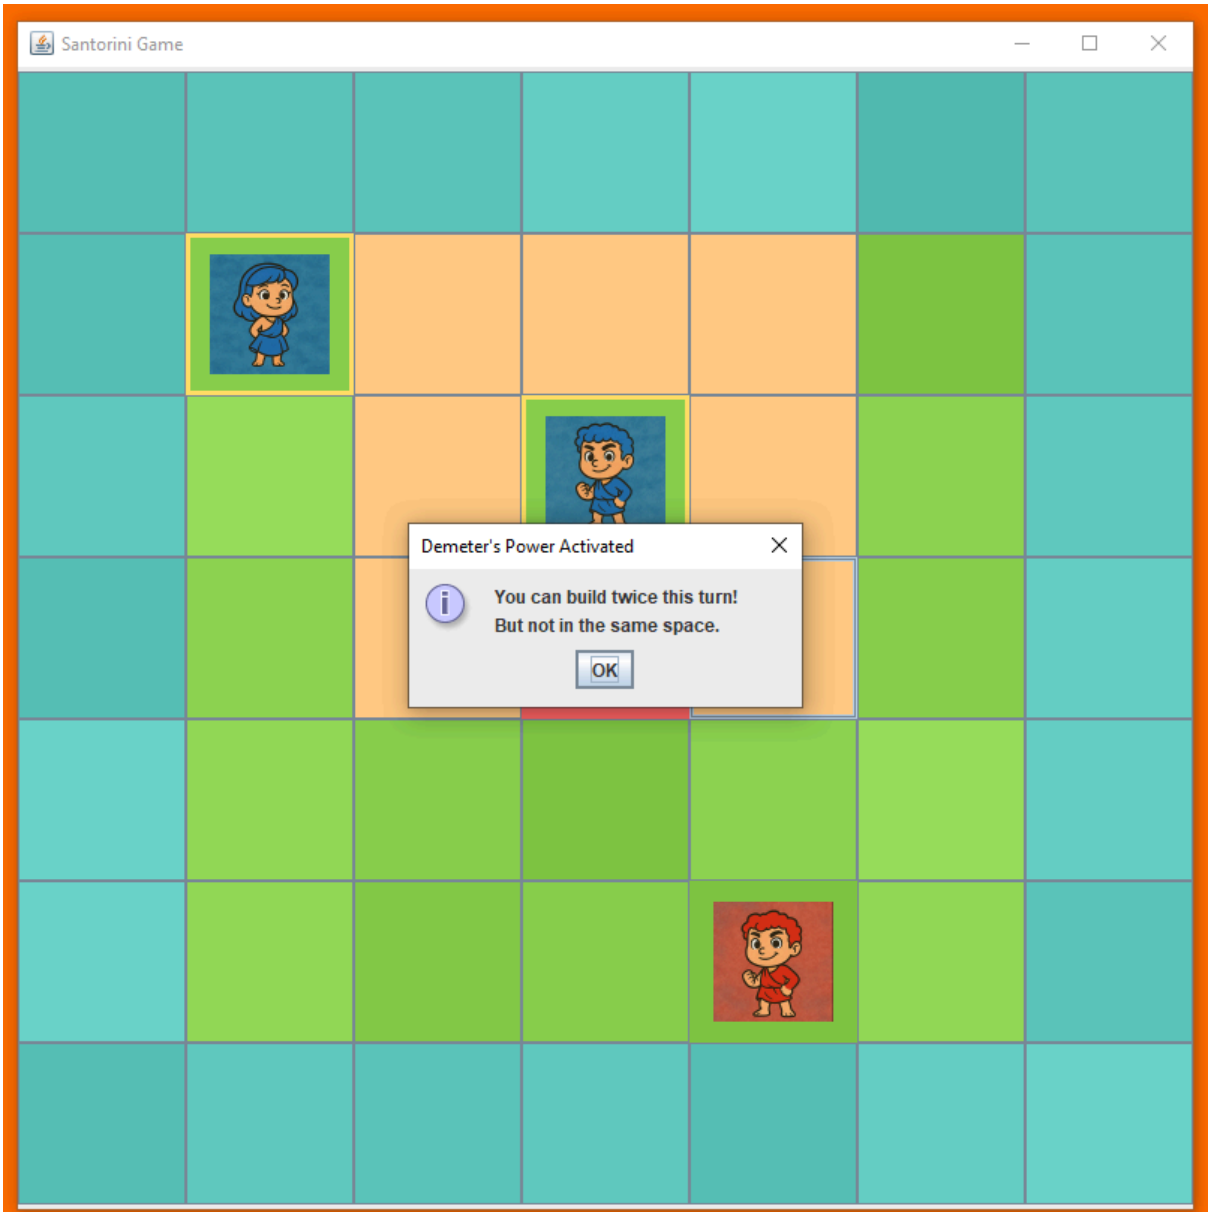 Santorini Game
Demeter's Power Activated
You can build twice this turn!
But not in the same space.
OK